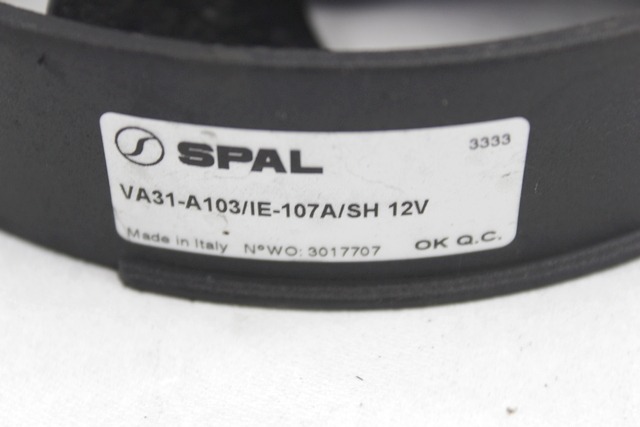 SPAL
3333
VA31-A103/IE-107A/SH 12V
Made in Italy N°WO: 3017707 OK Q.C.